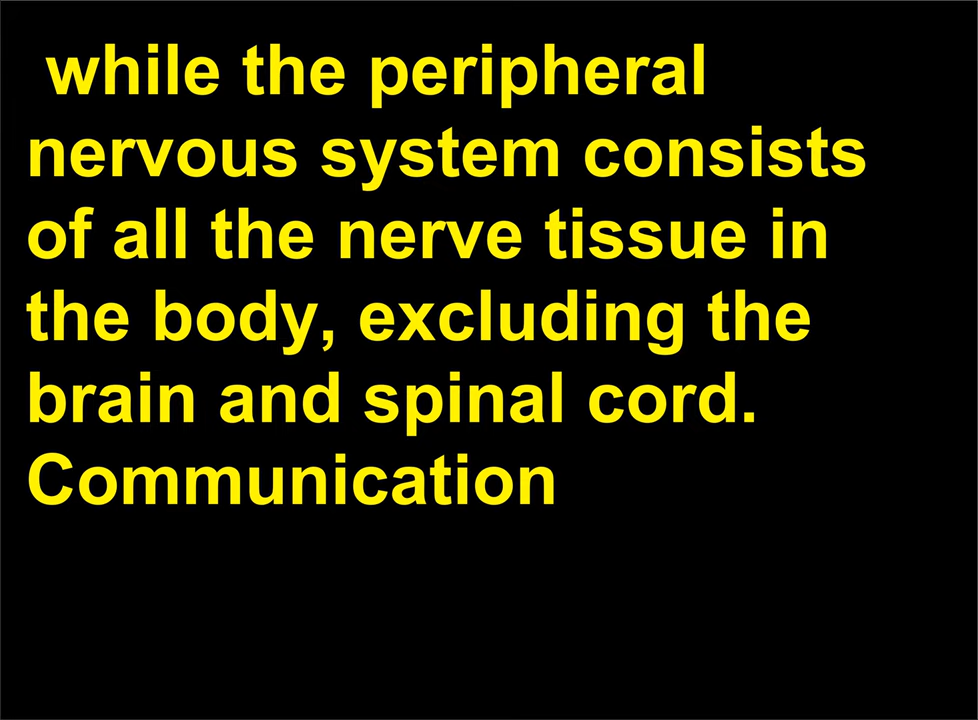 while the peripheral
nervous system consists
of all the nerve tissue in
the body, excluding the
brain and spinal cord.
Communication